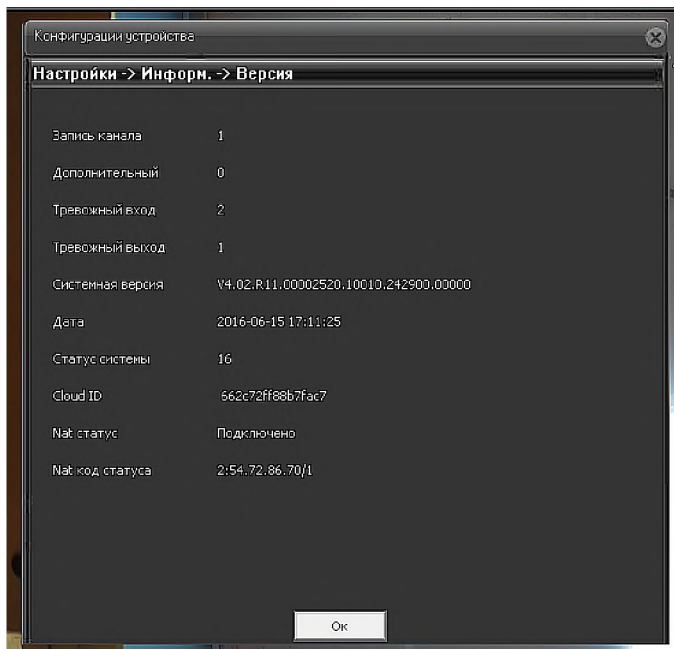 Конфигурации устройства
Настройки -> Информ. -> Версия
Запись канала 1
Дополнительный 0
Тревожный вход 2
Тревожный выход 1
Системная версия V4.02.R11.00002520.10010.242900.00000
Дата 2016-06-15 17:11:25
Статус системы 16
Cloud ID 662c72ff88b7fac7
Nat статус Подключено
Nat код статуса 2:54.72.86.70/1
Ок